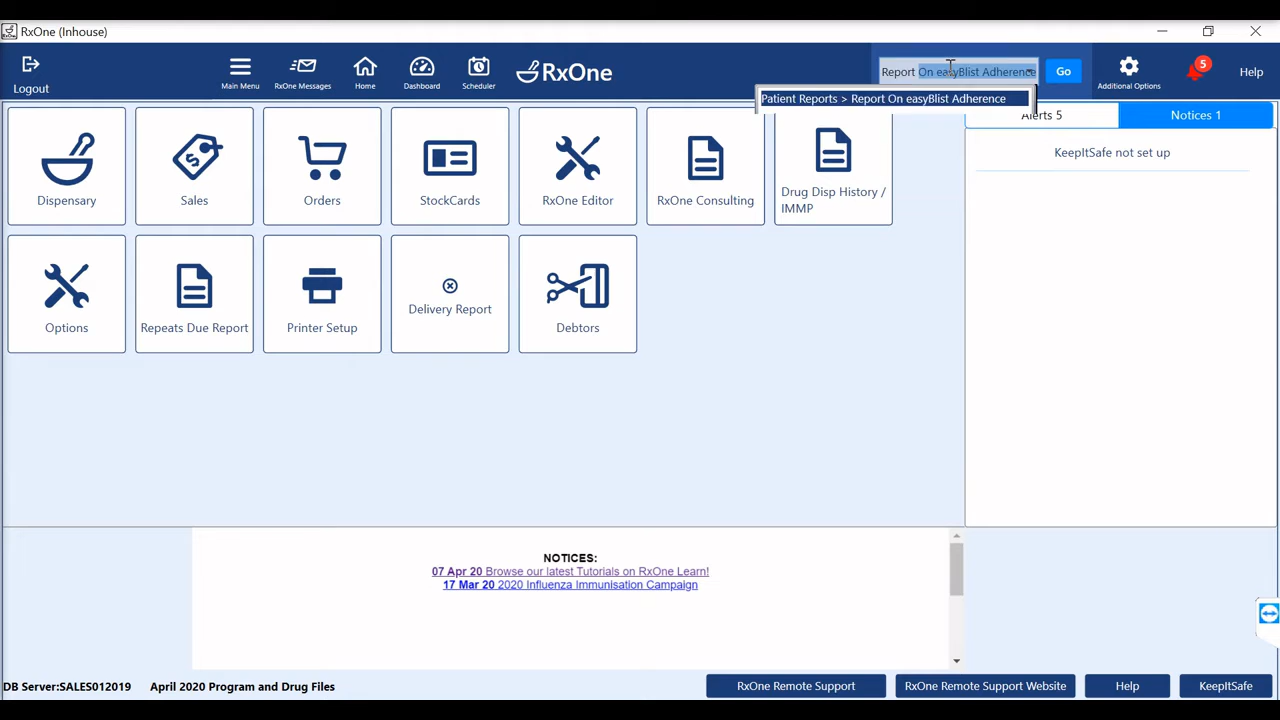 RxOne (Inhouse)
Logout
Main Menu
RxOne Messages
Home
Dashboard
Scheduler
RxOne
Report On easyBlist Adherence
Go
Additional Options
5
Help
Patient Reports > Report On easyBlist Adherence
Alerts 5
Notices 1
KeepItSafe not set up
Dispensary
Sales
Orders
StockCards
RxOne Editor
RxOne Consulting
Drug Disp History /
IMMP
Options
Repeats Due Report
Printer Setup
Delivery Report
Debtors
NOTICES:
07 Apr 20 Browse our latest Tutorials on RxOne Learn!
17 Mar 20 2020 Influenza Immunisation Campaign
DB Server:SALES012019
April 2020 Program and Drug Files
RxOne Remote Support
RxOne Remote Support Website
Help
KeepItSafe